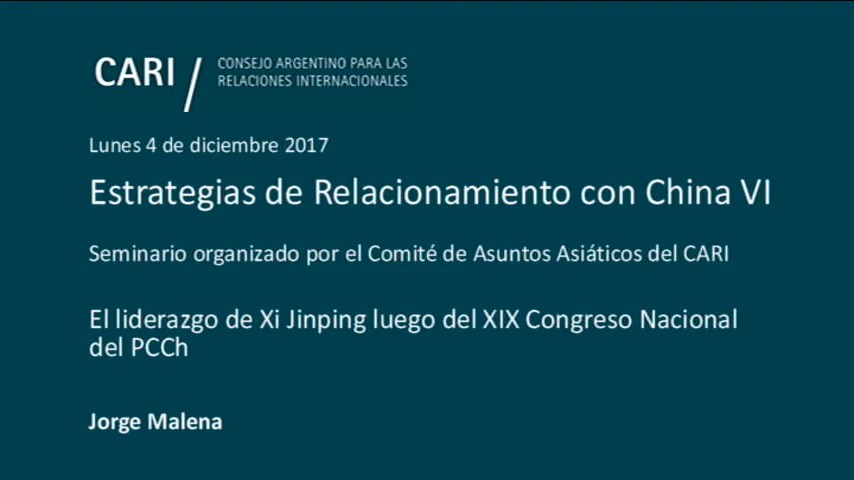 CARI /
CONSEJO ARGENTINO PARA LAS
RELACIONES INTERNACIONALES
Lunes 4 de diciembre 2017
Estrategias de Relacionamiento con China VI
Seminario organizado por el Comité de Asuntos Asiáticos del CARI
El liderazgo de Xi Jinping luego del XIX Congreso Nacional
del PCCh
Jorge Malena